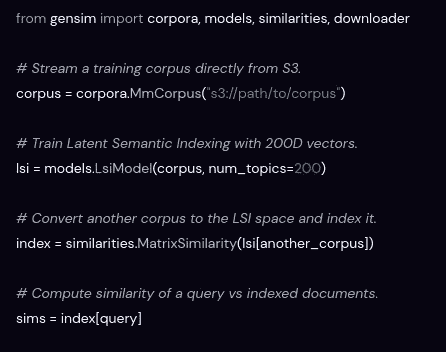 from gensim import corpora, models, similarities, downloader
# Stream a training corpus directly from S3.
corpus = corpora.MmCorpus("s3://path/to/corpus")
# Train Latent Semantic Indexing with 200D vectors.
lsi = models.LsiModel(corpus, num_topics=200)
# Convert another corpus to the LSI space and index it.
index = similarities.MatrixSimilarity(lsi[another_corpus])
# Compute similarity of a query vs indexed documents.
sims = index[query]